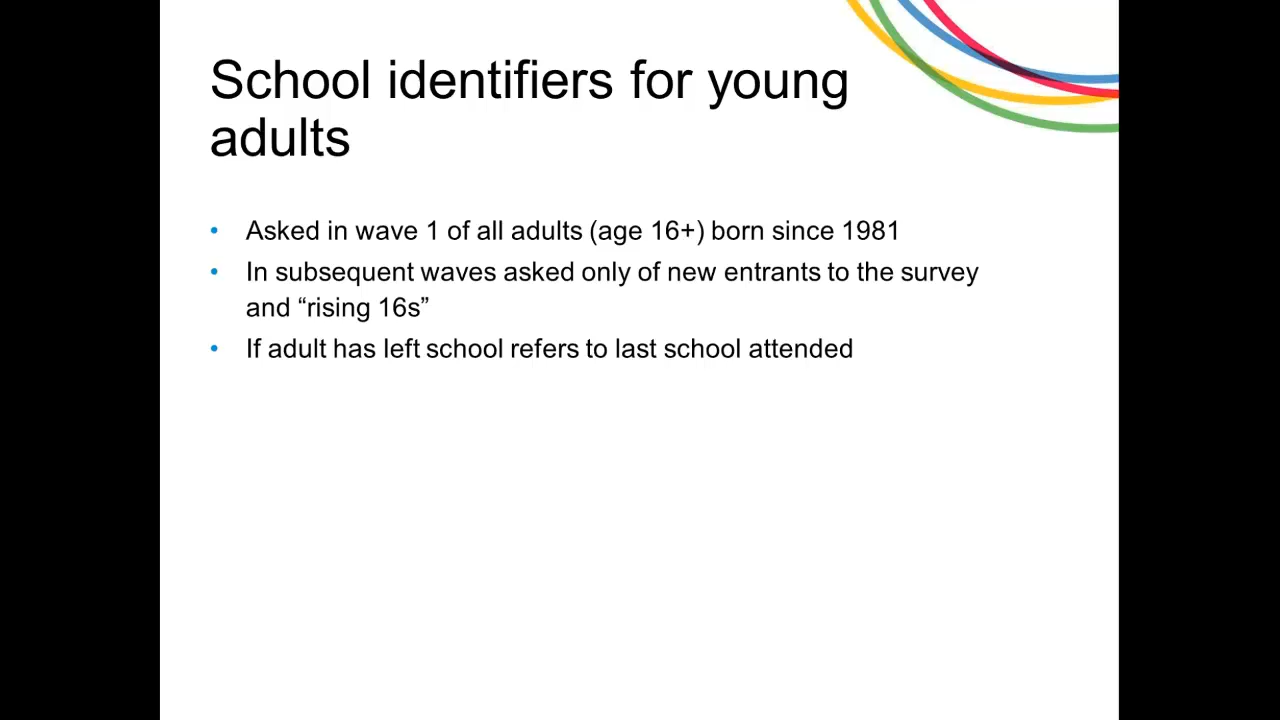 School identifiers for young
adults
• Asked in wave 1 of all adults (age 16+) born since 1981
• In subsequent waves asked only of new entrants to the survey
and “rising 16s”
• If adult has left school refers to last school attended